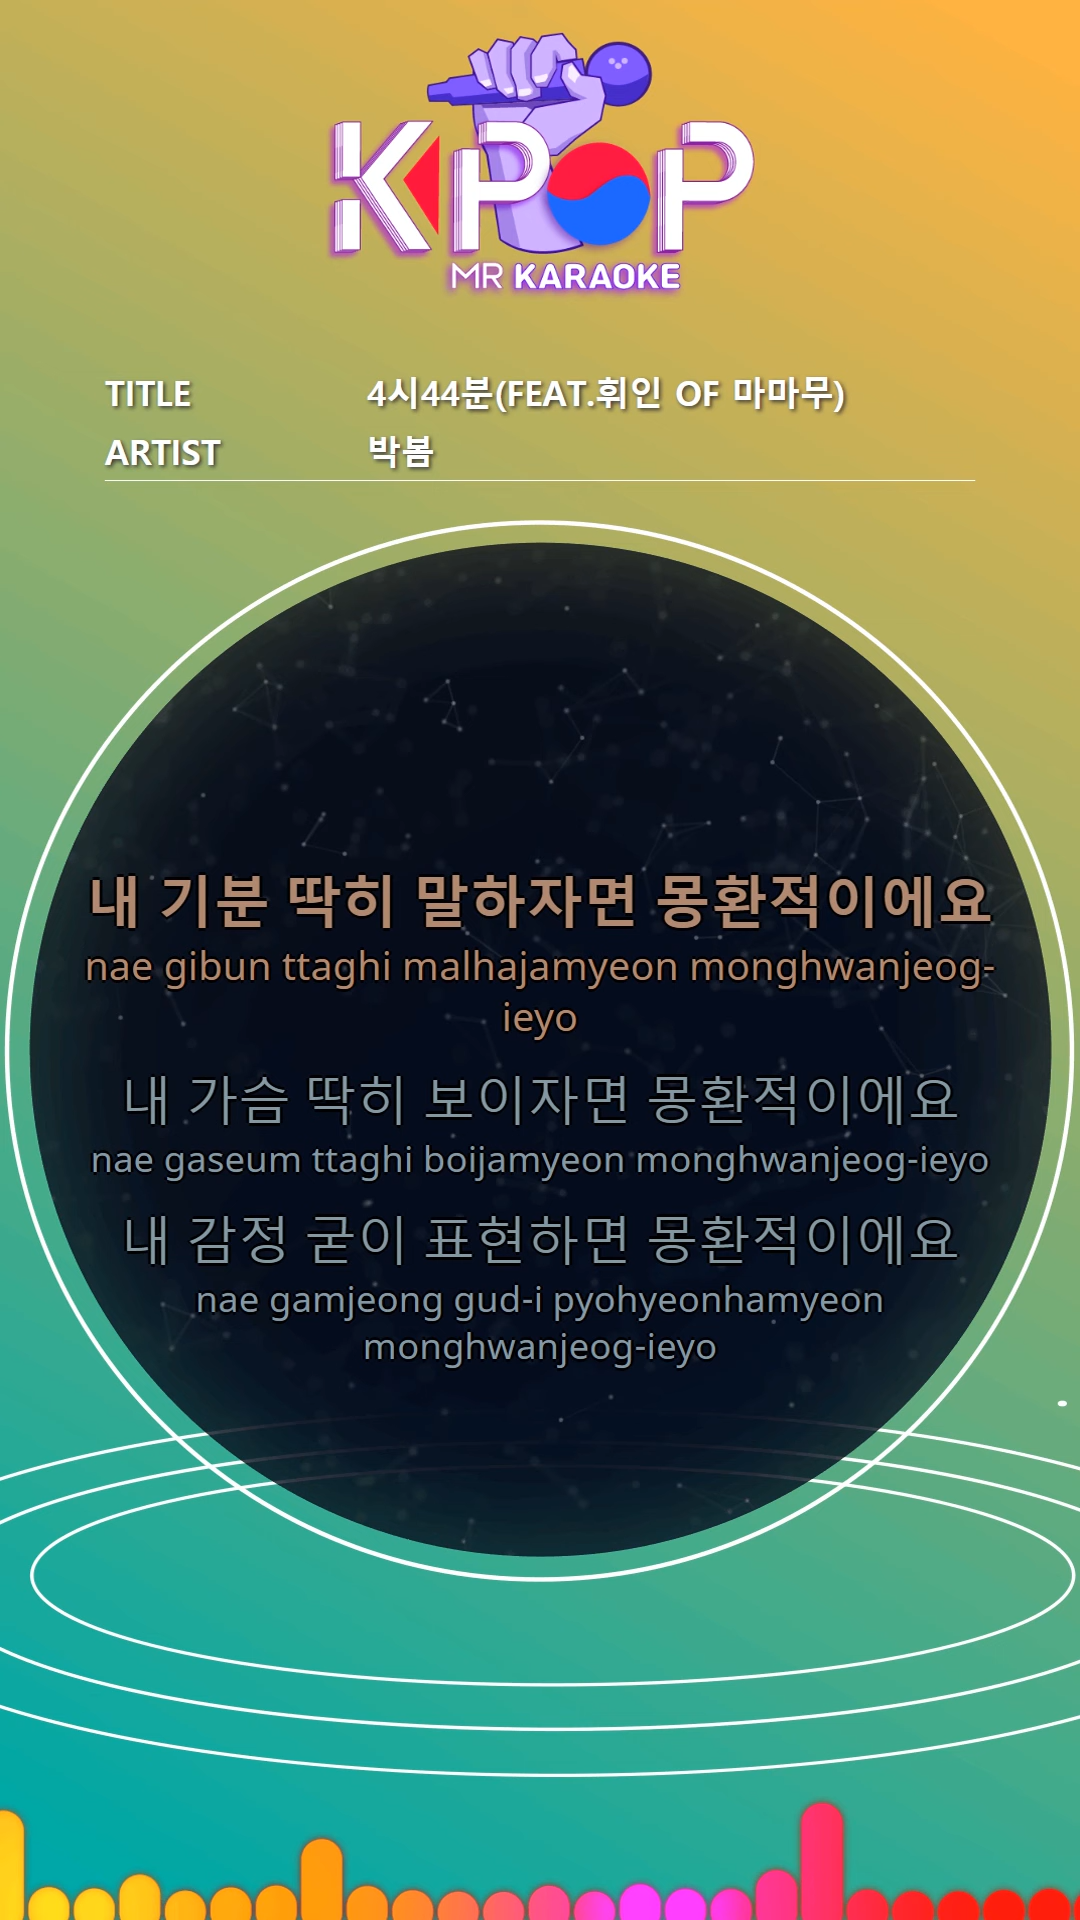 KPOP
MR KARAOKE
TITLE 4시44분(FEAT.휘인 OF 마마무)
ARTIST 박봄
내 기분 딱히 말하자면 몽환적이에요
nae gibun ttaghi malhajamyeon monghwanjeog-
ieyo
내 가슴 딱히 보이자면 몽환적이에요
nae gaseum ttaghi boijamyeon monghwanjeog-ieyo
내 감정 굳이 표현하면 몽환적이에요
nae gamjeong gud-i pyohyeonhamyeon
monghwanjeog-ieyo